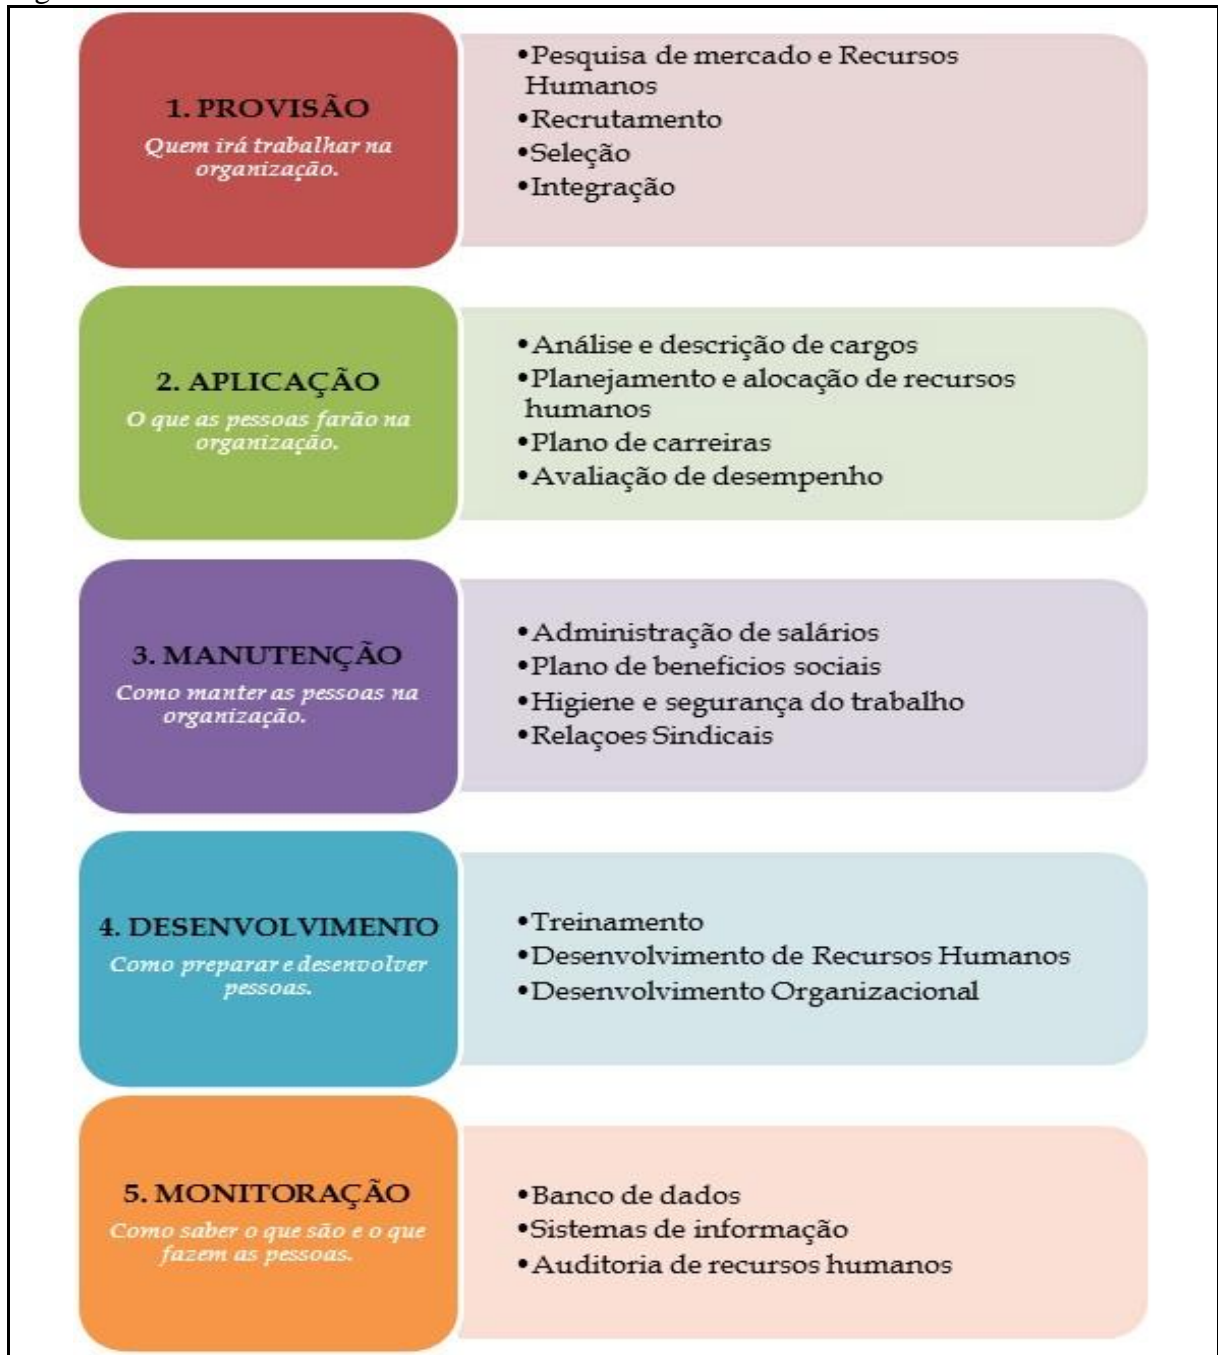 1. PROVISÃO
Quem irá trabalhar na
organização.
•Pesquisa de mercado e Recursos
Humanos
•Recrutamento
•Seleção
•Integração
2. APLICAÇÃO
O que as pessoas farão na
organização.
•Análise e descrição de cargos
•Planejamento e alocação de recursos
humanos
•Plano de carreiras
•Avaliação de desempenho
3. MANUTENÇÃO
Como manter as pessoas na
organização.
•Administração de salários
•Plano de beneficios sociais
•Higiene e segurança do trabalho
•Relaçoes Sindicais
4. DESENVOLVIMENTO
Como preparar e desenvolver
pessoas.
•Treinamento
•Desenvolvimento de Recursos Humanos
•Desenvolvimento Organizacional
5. MONITORAÇÃO
Como saber o que são e o que
fazem as pessoas.
•Banco de dados
•Sistemas de informação
•Auditoria de recursos humanos